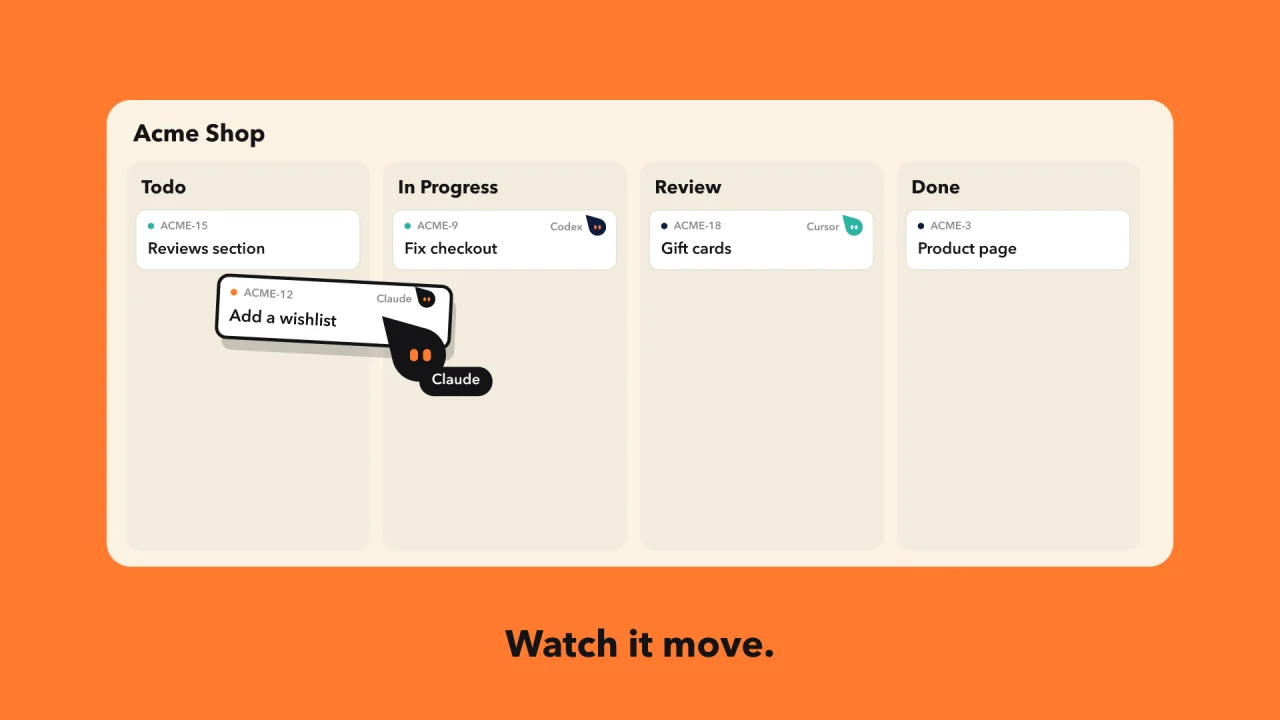 Acme Shop
Todo
ACME-15
Reviews section
ACME-12
Claude
Add a wishlist
Claude
In Progress
ACME-9
Codex
Fix checkout
Review
ACME-18
Cursor
Gift cards
Done
ACME-3
Product page
Watch it move.